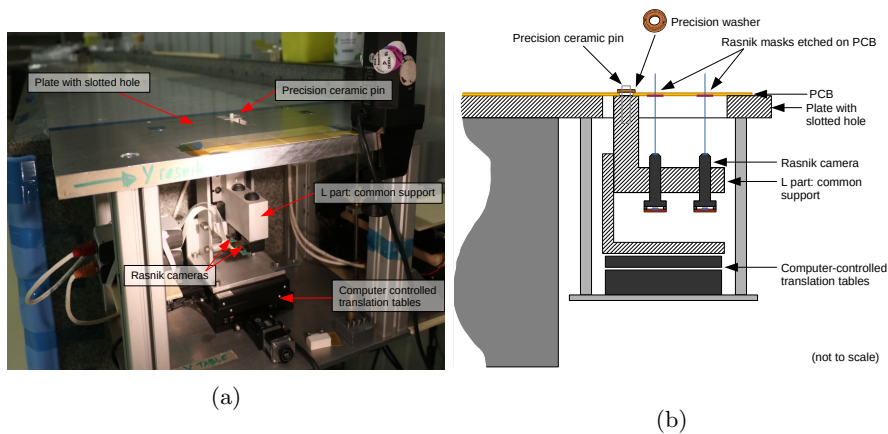 Plate with slotted hole
Precision ceramic pin
L part: common support
Rasnik cameras
Computer controlled
translation tables
Y rasnik
Y TABLE
(a)
Precision washer
Precision ceramic pin
Rasnik masks etched on PCB
PCB
Plate with
slotted hole
Rasnik camera
L part: common
support
Computer-controlled
translation tables
(not to scale)
(b)